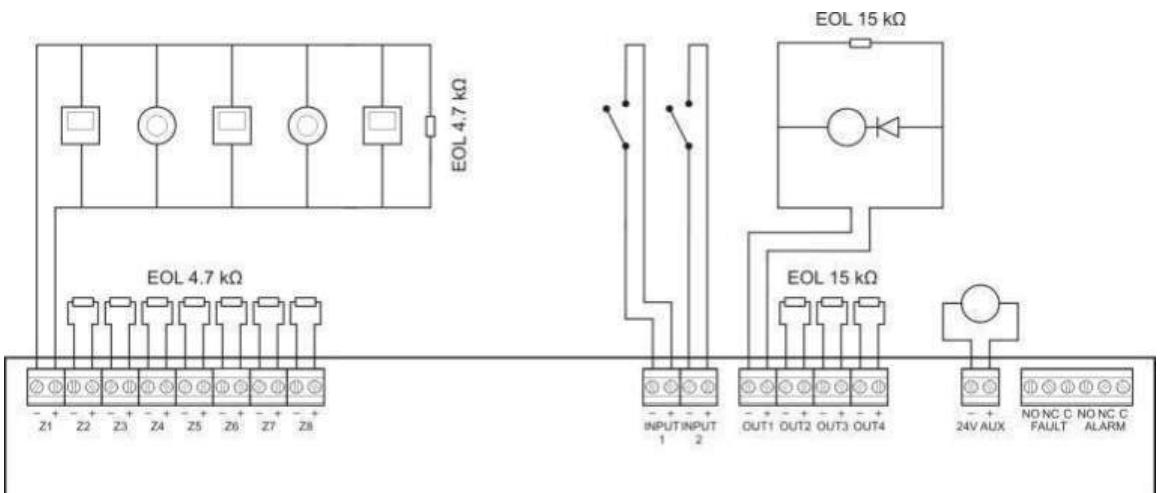 EOL 15 kΩ
EOL 4.7 kΩ
EOL 4.7 kΩ
EOL 15 kΩ
- + - + - + - + - + - + - + - +
Z1 Z2 Z3 Z4 Z5 Z6 Z7 Z8
- + - +
INPUT INPUT
1 2
- + - + - + - +
OUT1 OUT2 OUT3 OUT4
- +
24V AUX
NO NC C NO NC C
FAULT ALARM